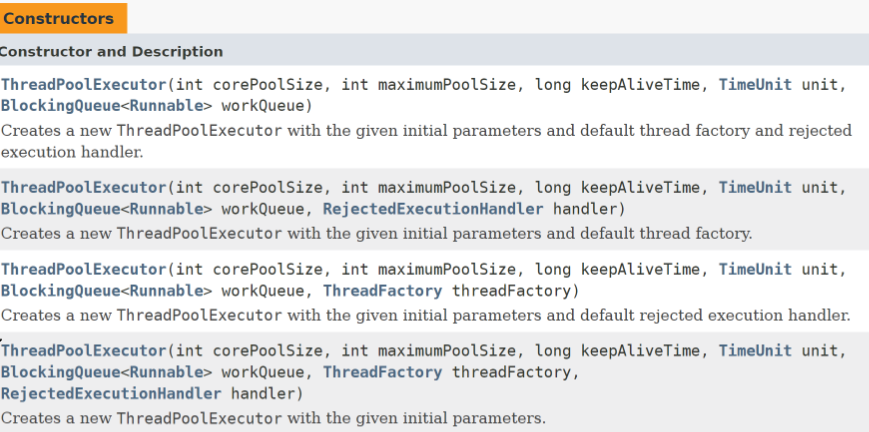 Constructors
Constructor and Description
ThreadPoolExecutor(int corePoolSize, int maximumPoolSize, long keepAliveTime, TimeUnit unit,
BlockingQueue<Runnable> workQueue)
Creates a new ThreadPoolExecutor with the given initial parameters and default thread factory and rejected
execution handler.
ThreadPoolExecutor(int corePoolSize, int maximumPoolSize, long keepAliveTime, TimeUnit unit,
BlockingQueue<Runnable> workQueue, RejectedExecutionHandler handler)
Creates a new ThreadPoolExecutor with the given initial parameters and default thread factory.
ThreadPoolExecutor(int corePoolSize, int maximumPoolSize, long keepAliveTime, TimeUnit unit,
BlockingQueue<Runnable> workQueue, ThreadFactory threadFactory)
Creates a new ThreadPoolExecutor with the given initial parameters and default rejected execution handler.
ThreadPoolExecutor(int corePoolSize, int maximumPoolSize, long keepAliveTime, TimeUnit unit,
BlockingQueue<Runnable> workQueue, ThreadFactory threadFactory,
RejectedExecutionHandler handler)
Creates a new ThreadPoolExecutor with the given initial parameters.